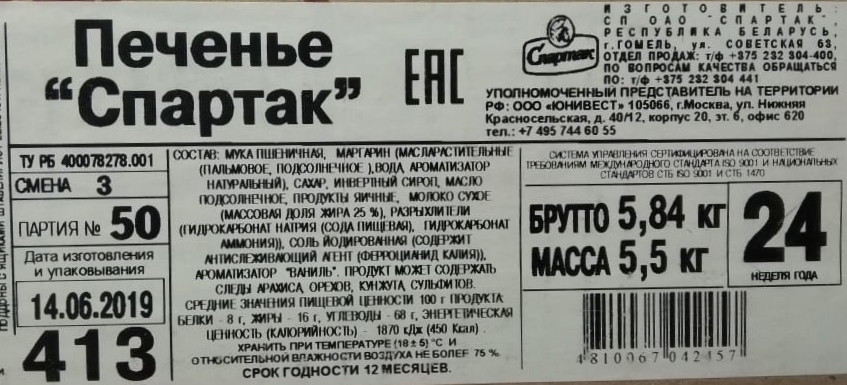 Печенье
"Спартак"
ЕАС
Спартак
ИЗГОТОВИТЕЛЬ:
СП ОАО "СПАРТАК",
РЕСПУБЛИКА БЕЛАРУСЬ,
г.ГОМЕЛЬ, ул. СОВЕТСКАЯ 63,
ОТДЕЛ ПРОДАЖ: т/ф +375 232 304-400,
ПО ВОПРОСАМ КАЧЕСТВА ОБРАЩАТЬСЯ
ПО: т/ф +375 232 304 441
УПОЛНОМОЧЕННЫЙ ПРЕДСТАВИТЕЛЬ НА ТЕРРИТОРИИ
РФ: ООО «ЮНИВЕСТ» 105066, г.Москва, ул. Нижняя
Красносельская, д. 40/12, корпус 20, эт. 6, офис 620
тел.: +7 495 744 60 55
ТУ РБ 400078278.001
СМЕНА 3
ПАРТИЯ № 50
Дата изготовления
и упаковывания
14.06.2019
413
СОСТАВ: МУКА ПШЕНИЧНАЯ, МАРГАРИН (МАСЛА РАСТИТЕЛЬНЫЕ
(ПАЛЬМОВОЕ, ПОДСОЛНЕЧНОЕ ),ВОДА, АРОМАТИЗАТОР
НАТУРАЛЬНЫЙ), САХАР, ИНВЕРТНЫЙ СИРОП, МАСЛО
ПОДСОЛНЕЧНОЕ, ПРОДУКТЫ ЯИЧНЫЕ, МОЛОКО СУХОЕ
(МАССОВАЯ ДОЛЯ ЖИРА 25 %), РАЗРЫХЛИТЕЛИ
(ГИДРОКАРБОНАТ НАТРИЯ (СОДА ПИЩЕВАЯ), ГИДРОКАРБОНАТ
АММОНИЯ), СОЛЬ ЙОДИРОВАННАЯ (СОДЕРЖИТ
АНТИСЛЕЖИВАЮЩИЙ АГЕНТ (ФЕРРОЦИАНИД КАЛИЯ)),
АРОМАТИЗАТОР "ВАНИЛЬ". ПРОДУКТ МОЖЕТ СОДЕРЖАТЬ
СЛЕДЫ АРАХИСА, ОРЕХОВ, КУНЖУТА, СУЛЬФИТОВ.
СРЕДНИЕ ЗНАЧЕНИЯ ПИЩЕВОЙ ЦЕННОСТИ 100 г ПРОДУКТА:
БЕЛКИ - 8 г, ЖИРЫ - 16 г, УГЛЕВОДЫ - 68 г, ЭНЕРГЕТИЧЕСКАЯ
ЦЕННОСТЬ (КАЛОРИЙНОСТЬ) - 1870 кДж (450 Ккал) .
ХРАНИТЬ ПРИ ТЕМПЕРАТУРЕ (18 ± 5) °С И
ОТНОСИТЕЛЬНОЙ ВЛАЖНОСТИ ВОЗДУХА НЕ БОЛЕЕ 75 %.
СРОК ГОДНОСТИ 12 МЕСЯЦЕВ.
СИСТЕМА УПРАВЛЕНИЯ СЕРТИФИЦИРОВАНА НА СООТВЕТСТВИЕ
ТРЕБОВАНИЯМ МЕЖДУНАРОДНОГО СТАНДАРТА ISO 9001 И НАЦИОНАЛЬНЫХ
СТАНДАРТОВ СТБ ISO 9001 И СТБ 1470
БРУТТО 5,84 кг
МАССА 5,5 кг
24
НЕДЕЛЯ ГОДА
4810067042457